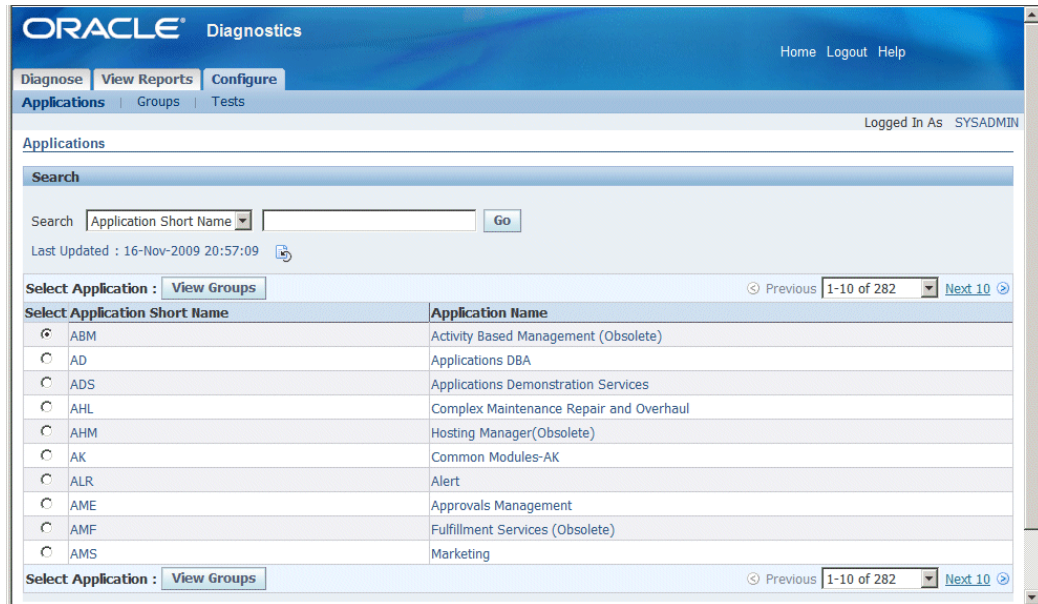 ORACLE® Diagnostics
Home Logout Help
Diagnose View Reports Configure
Applications | Groups | Tests
Logged In As SYSADMIN
Applications
Search
Search Application Short Name Go
Last Updated : 16-Nov-2009 20:57:09
Select Application : View Groups Previous 1-10 of 282 Next 10
Select Application Short Name Application Name
ABM Activity Based Management (Obsolete)
AD Applications DBA
ADS Applications Demonstration Services
AHL Complex Maintenance Repair and Overhaul
AHM Hosting Manager(Obsolete)
AK Common Modules-AK
ALR Alert
AME Approvals Management
AMF Fulfillment Services (Obsolete)
AMS Marketing
Select Application : View Groups Previous 1-10 of 282 Next 10